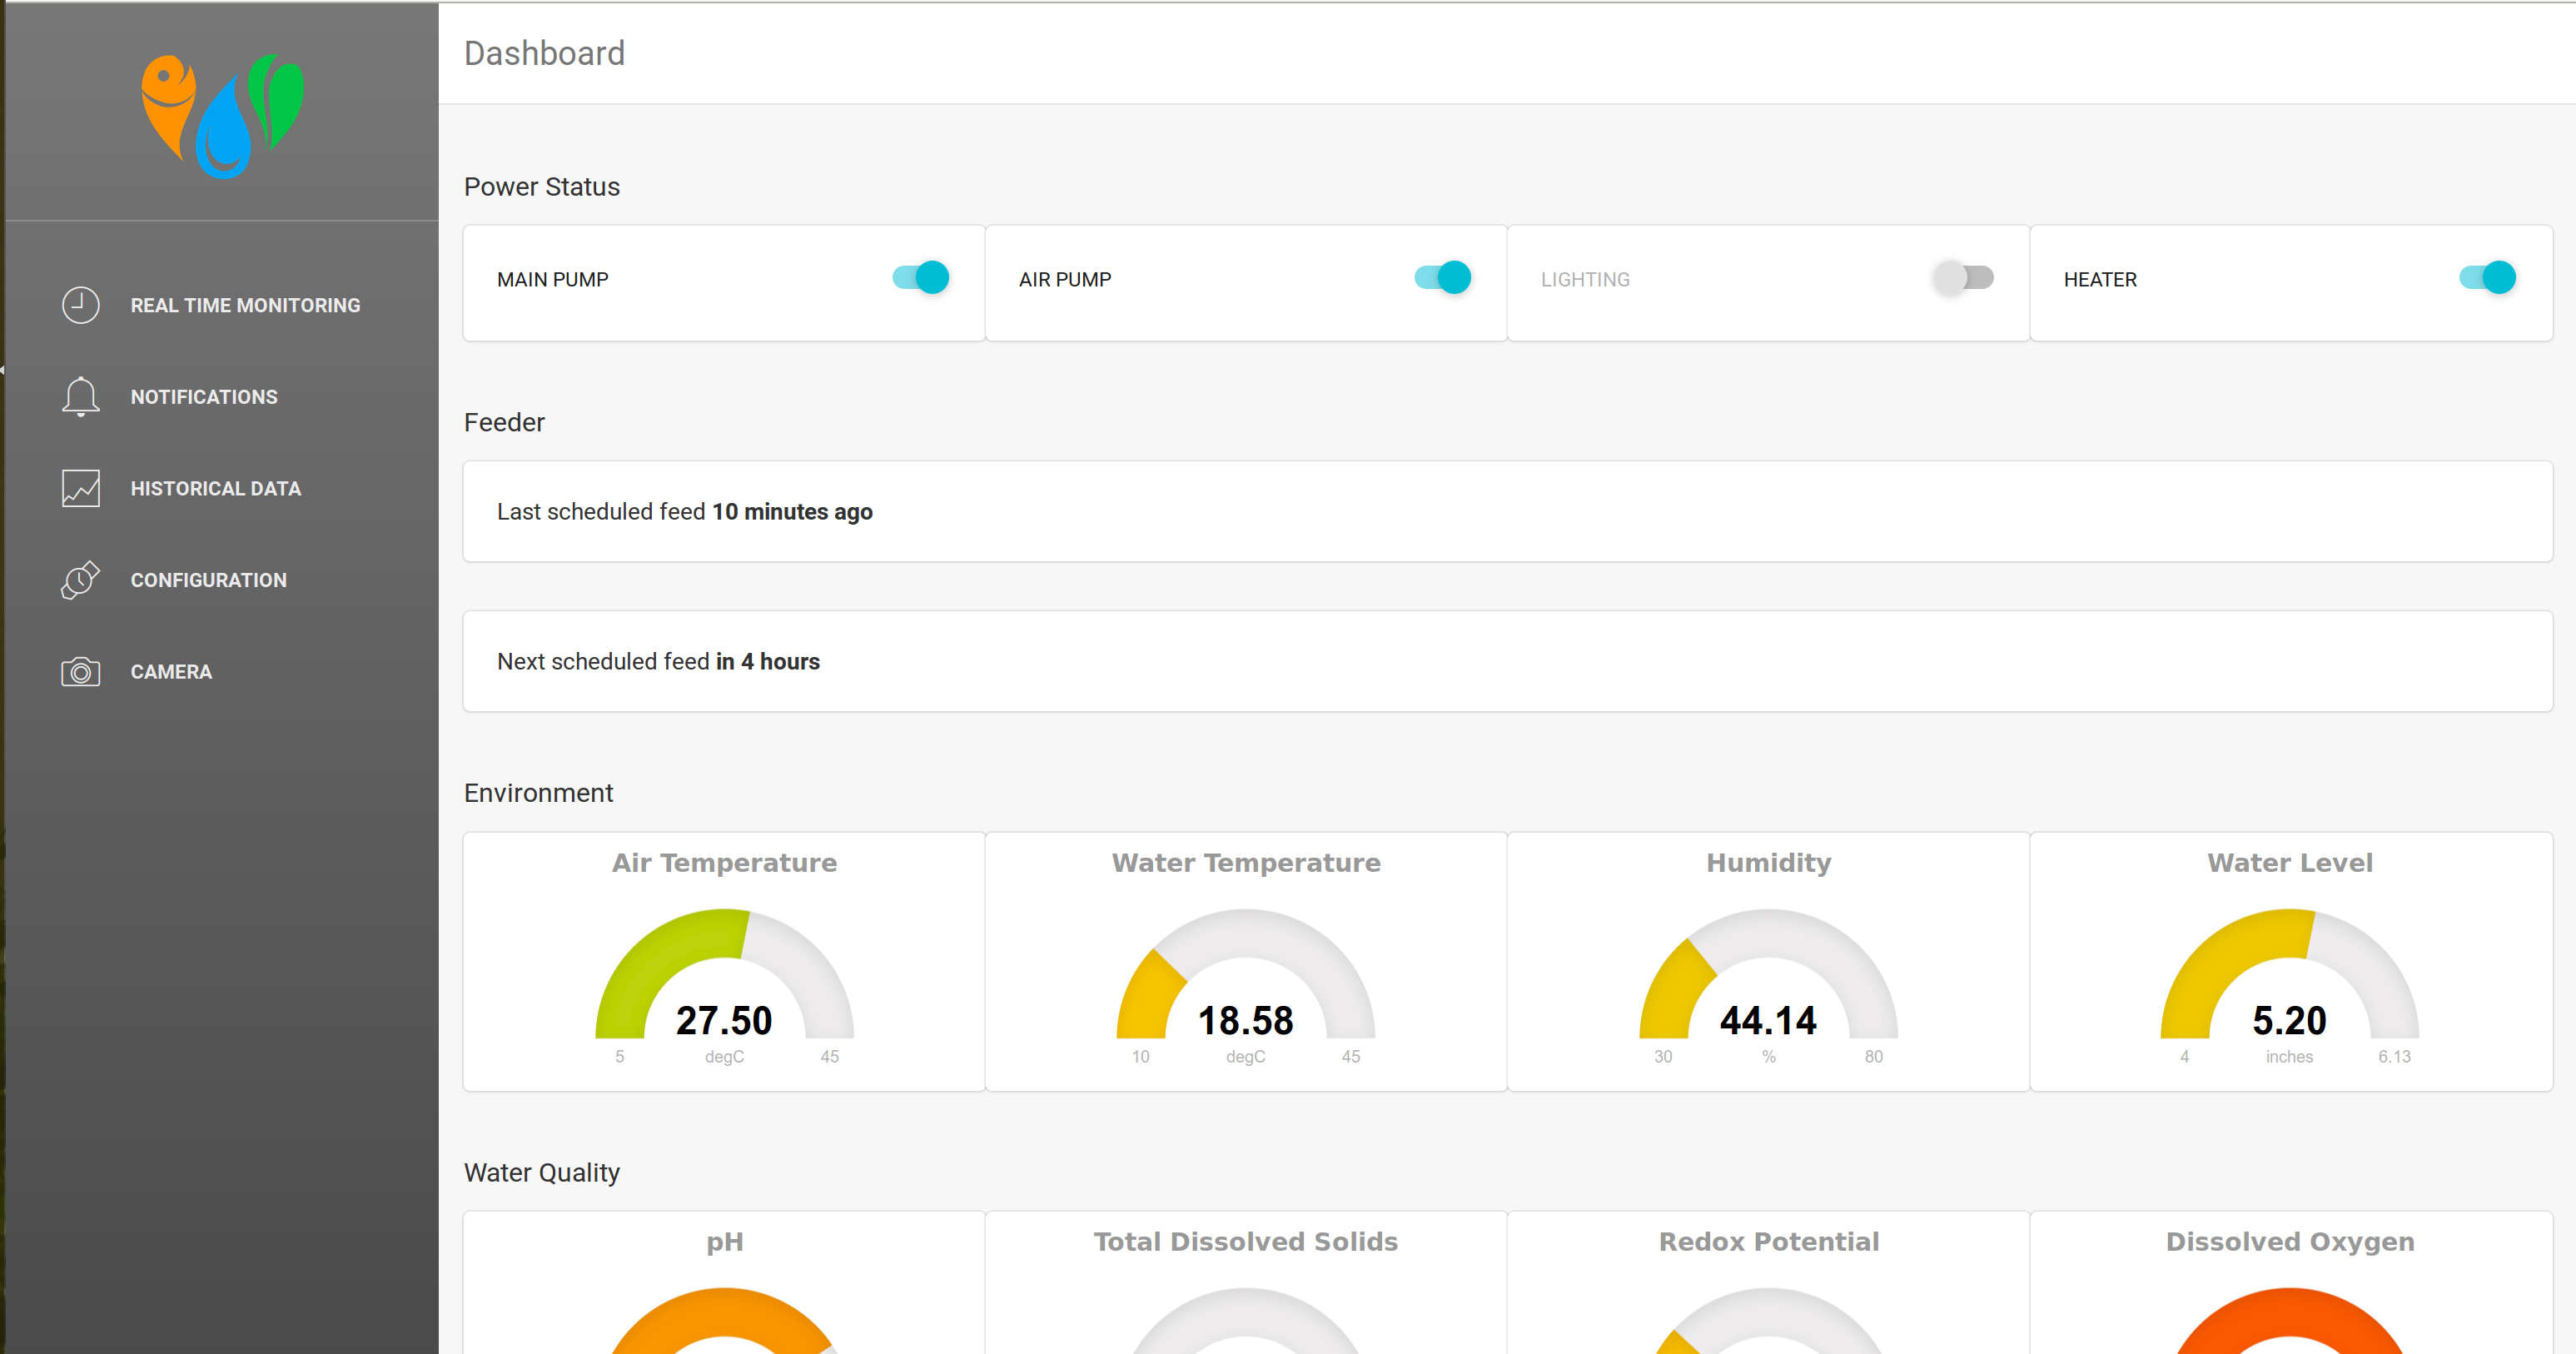 Dashboard
REAL TIME MONITORING
NOTIFICATIONS
HISTORICAL DATA
CONFIGURATION
CAMERA
Power Status
MAIN PUMP
AIR PUMP
LIGHTING
HEATER
Feeder
Last scheduled feed 10 minutes ago
Next scheduled feed in 4 hours
Environment
Air Temperature
27.50
5 degC 45
Water Temperature
18.58
10 degC 45
Humidity
44.14
30 % 80
Water Level
5.20
4 inches 6.13
Water Quality
pH
Total Dissolved Solids
Redox Potential
Dissolved Oxygen